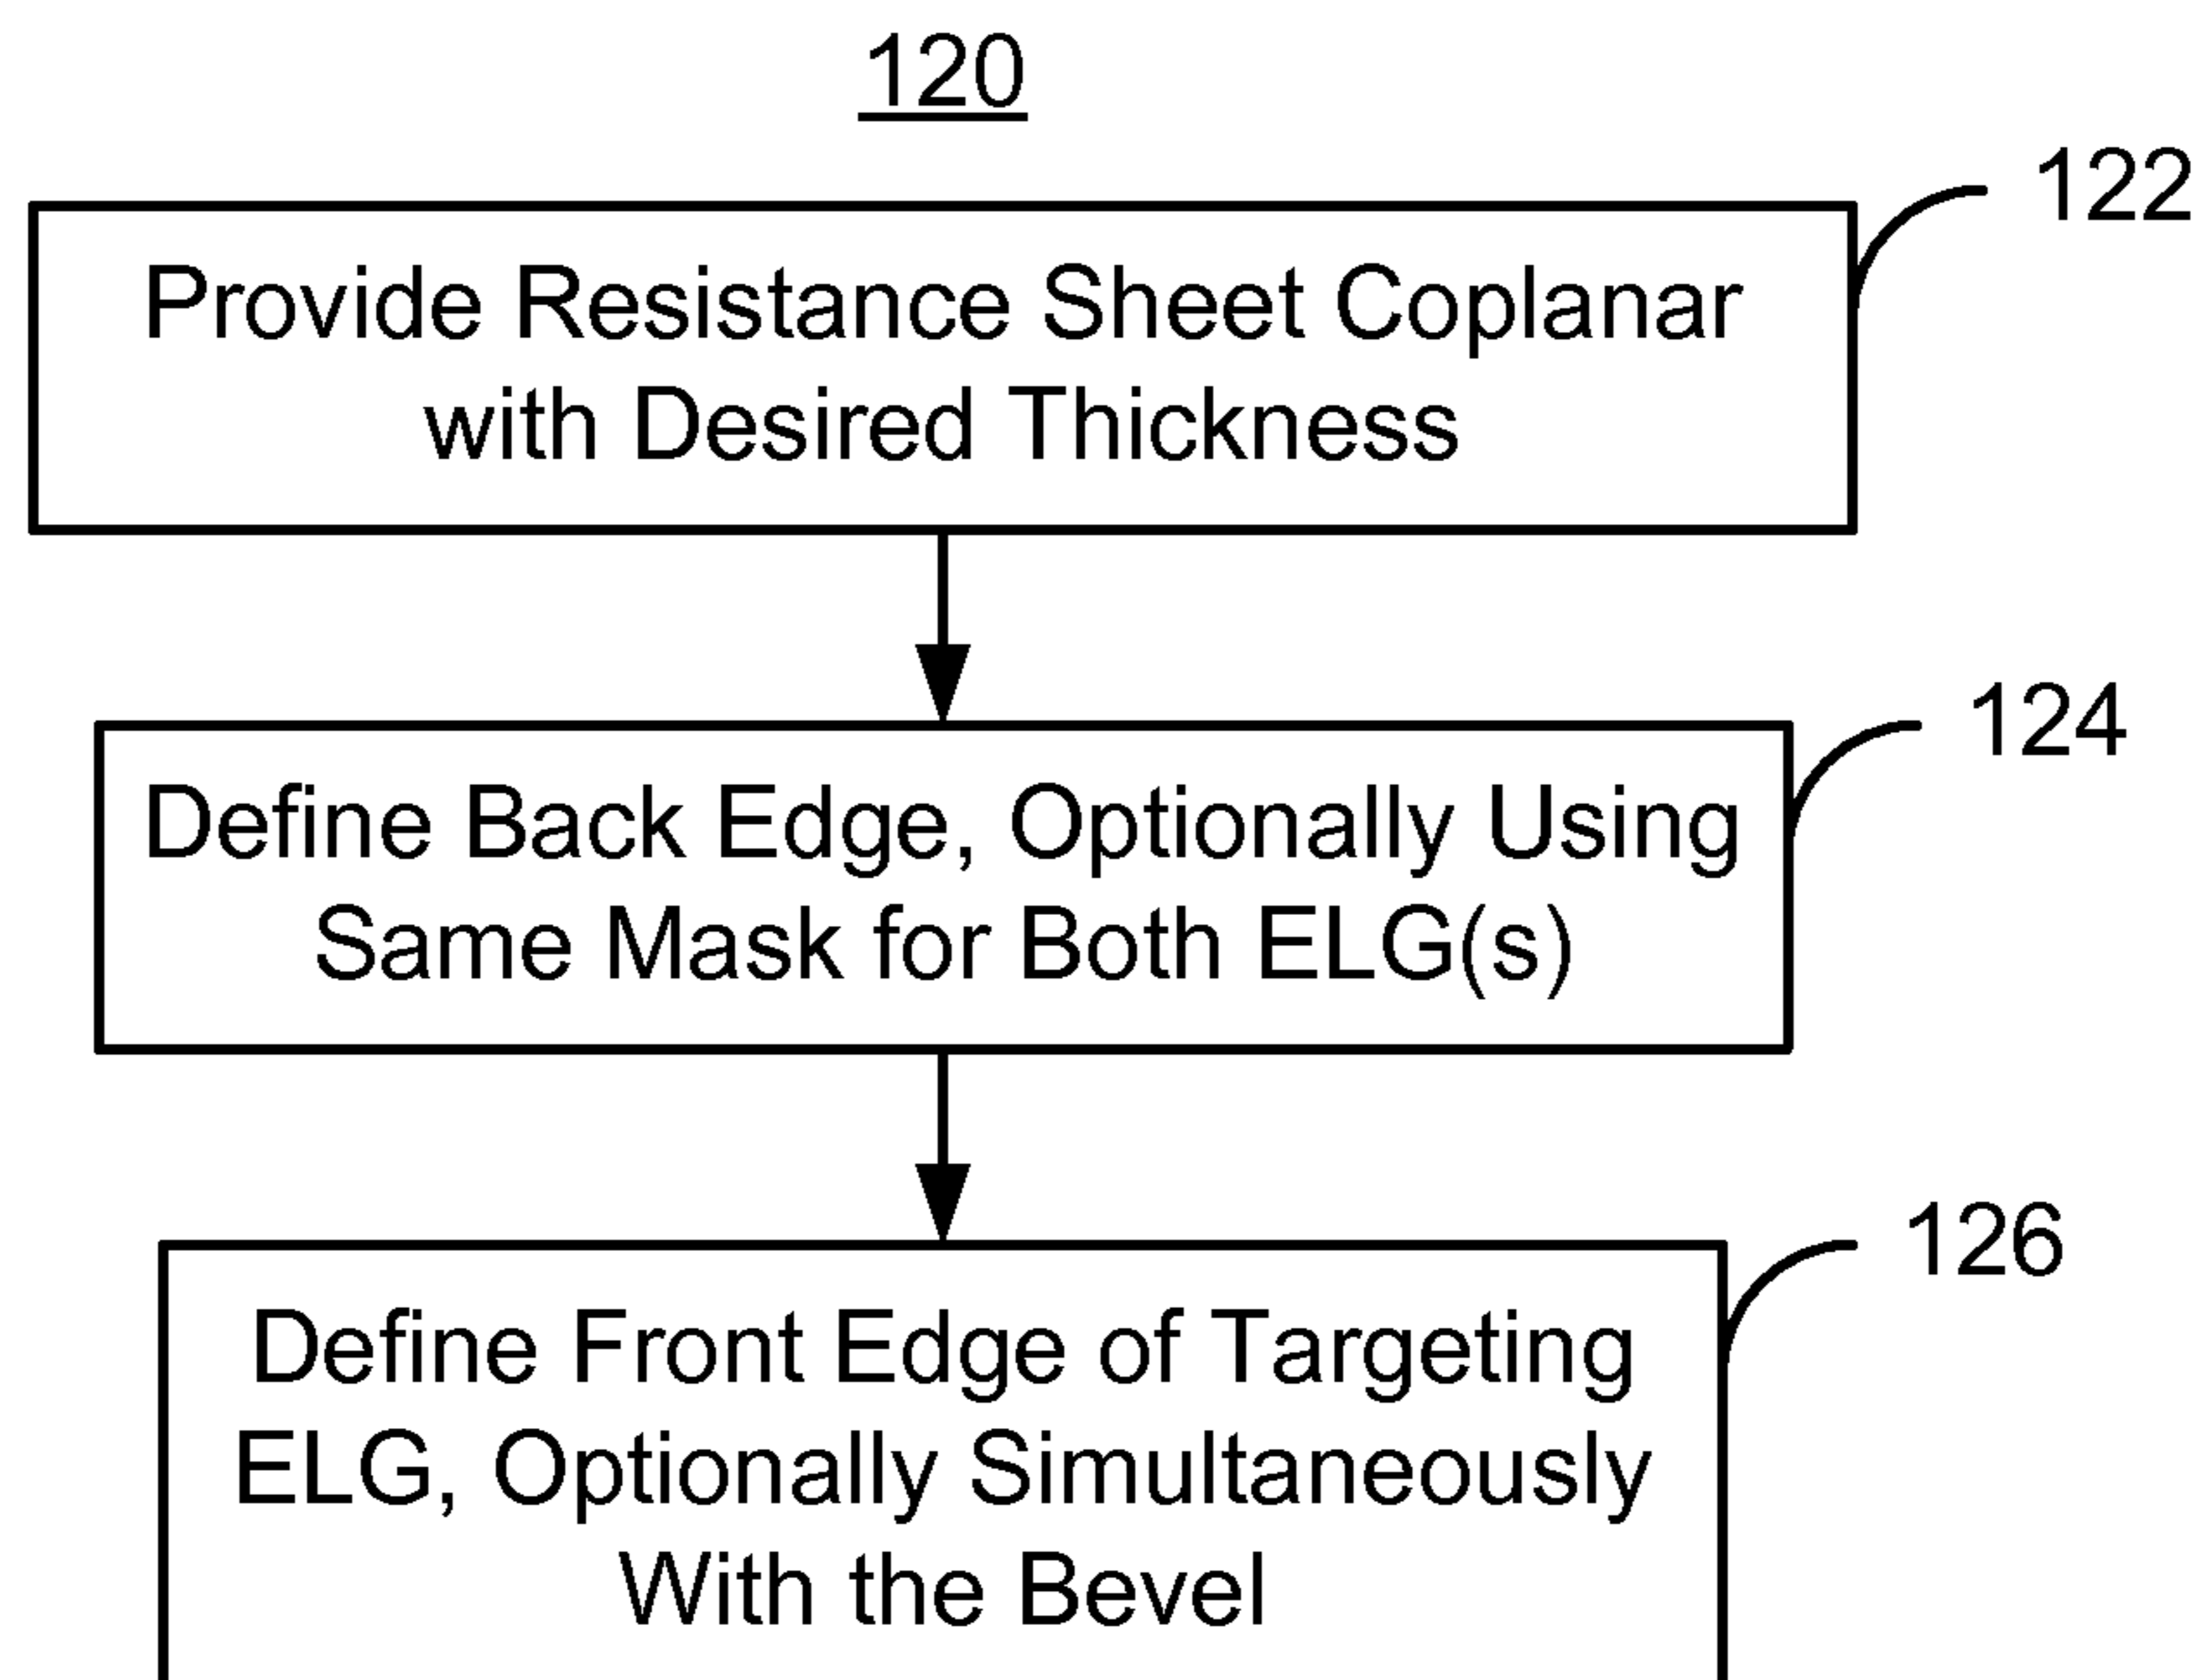 120
122
Provide Resistance Sheet Coplanar
with Desired Thickness
124
Define Back Edge, Optionally Using
Same Mask for Both ELG(s)
126
Define Front Edge of Targeting
ELG, Optionally Simultaneously
With the Bevel